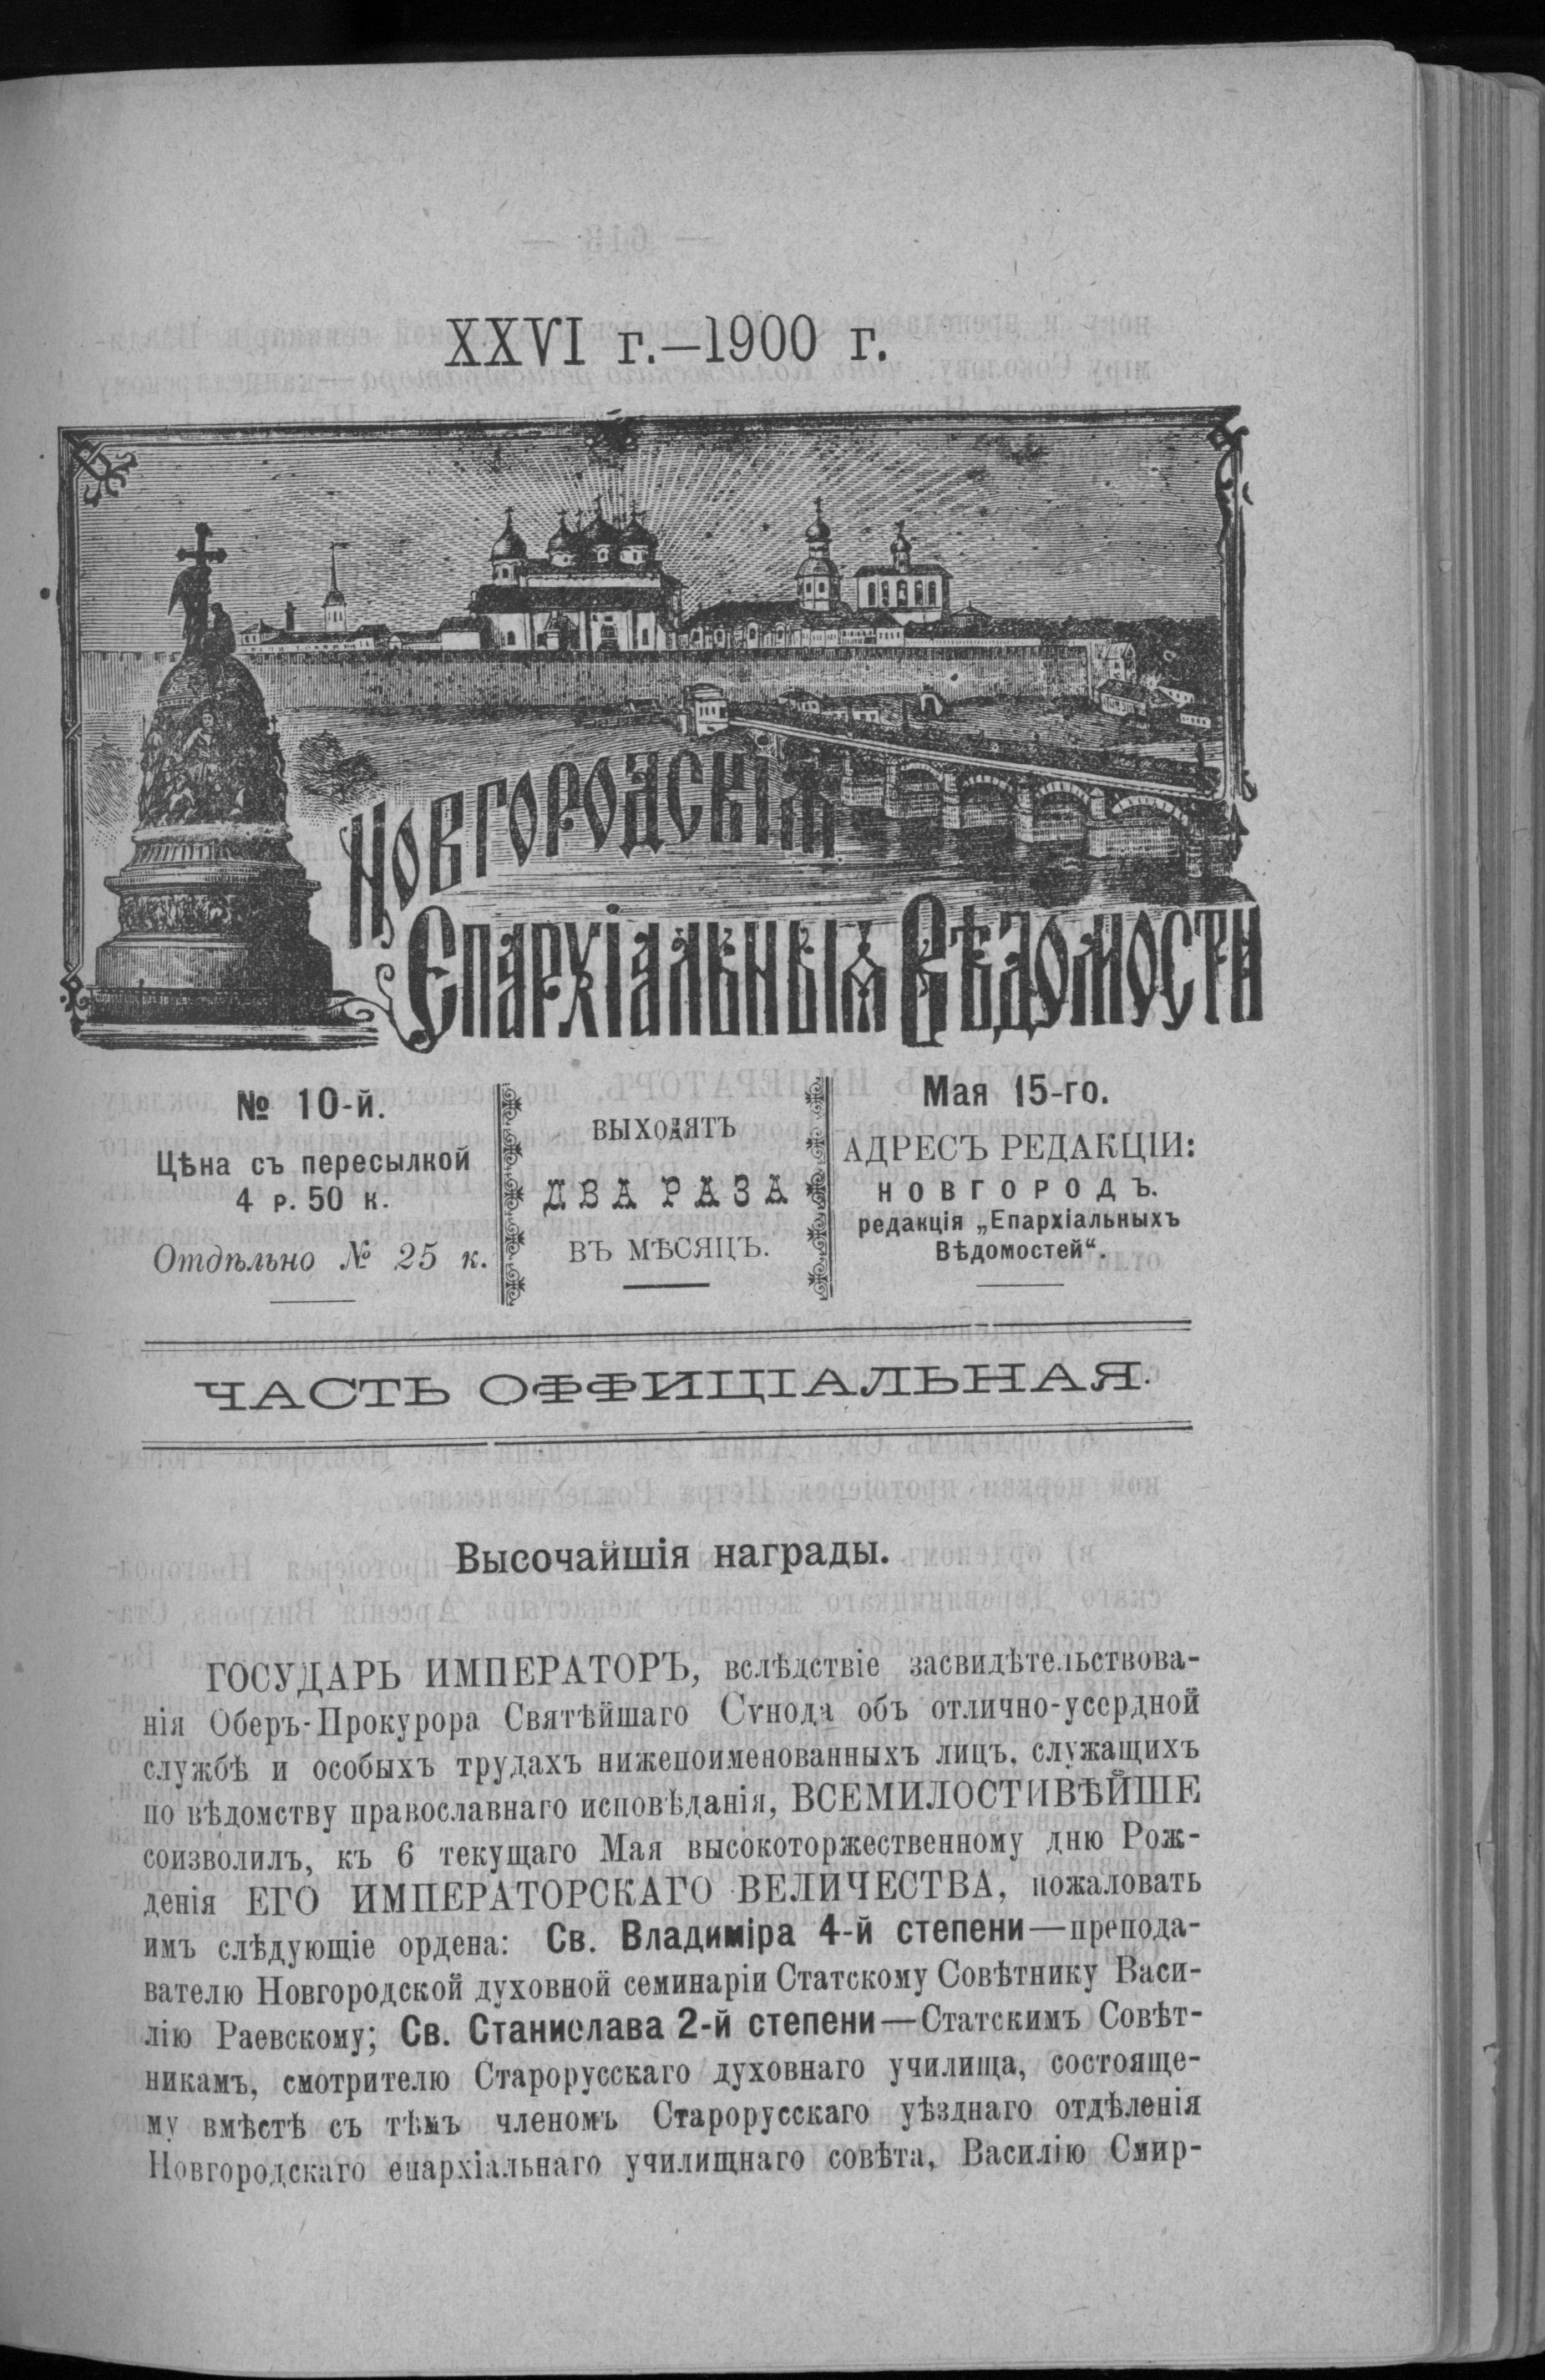 XXVI г.—1900 г.
НОВГОРОДСКІѦ
ЕПАРХІАЛЬНЫѦ ВѢДОМОСТИ
№ 10-й.
Цѣна съ пересылкой
4 р. 50 к.
Отдѣльно № 25 к.
ВЫХОДЯТЪ
ДВА РАЗА
ВЪ МѢСЯЦЪ.
Мая 15-го.
АДРЕСЪ РЕДАКЦІИ:
НОВГОРОДЪ.
редакція „Епархіальныхъ
Вѣдомостей“.
ЧАСТЬ ОФФИЦІАЛЬНАЯ.
Высочайшія награды.
ГОСУДАРЬ ИМПЕРАТОРЪ, вслѣдствіе засвидѣтельствова-
нія Оберъ-Прокурора Святѣйшаго Сѵнода объ отлично-усердной
службѣ и особыхъ трудахъ нижепоименованныхъ лицъ, служащихъ
по вѣдомству православнаго исповѣданія, ВСЕМИЛОСТИВѢЙШЕ
соизволилъ, къ 6 текущаго Мая высокоторжественному дню Рож-
денія ЕГО ИМПЕРАТОРСКАГО ВЕЛИЧЕСТВА, пожаловать
имъ слѣдующіе ордена: Св. Владиміра 4-й степени—препода-
вателю Новгородской духовной семинаріи Статскому Совѣтнику Васи-
лію Раевскому; Св. Станислава 2-й степени—Статскимъ Совѣт-
никамъ, смотрителю Старорусскаго духовнаго училища, состояще-
му вмѣстѣ съ тѣмъ членомъ Старорусскаго уѣзднаго отдѣленія
Новгородскаго епархіальнаго училищнаго совѣта, Василію Смир-